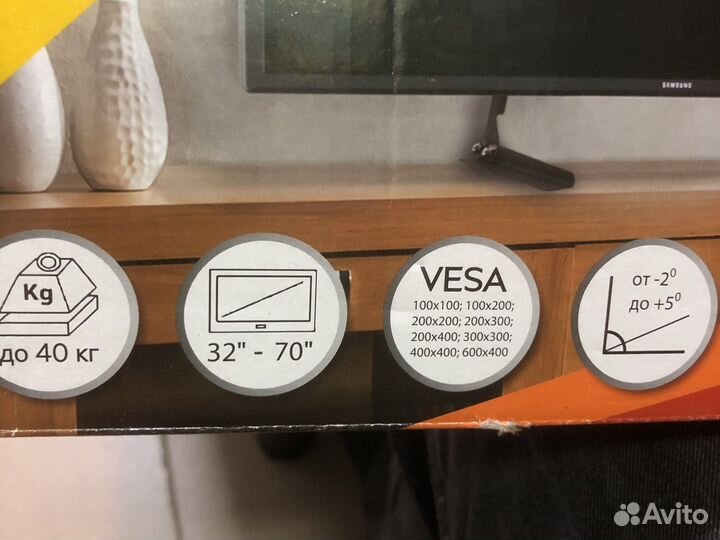 SAMSUNG
Kg
до 40 кг
32" - 70"
VESA
100x100; 100x200;
200x200; 200x300;
200x400; 300x300;
400x400; 600x400
от -2⁰
до +5⁰
Avito